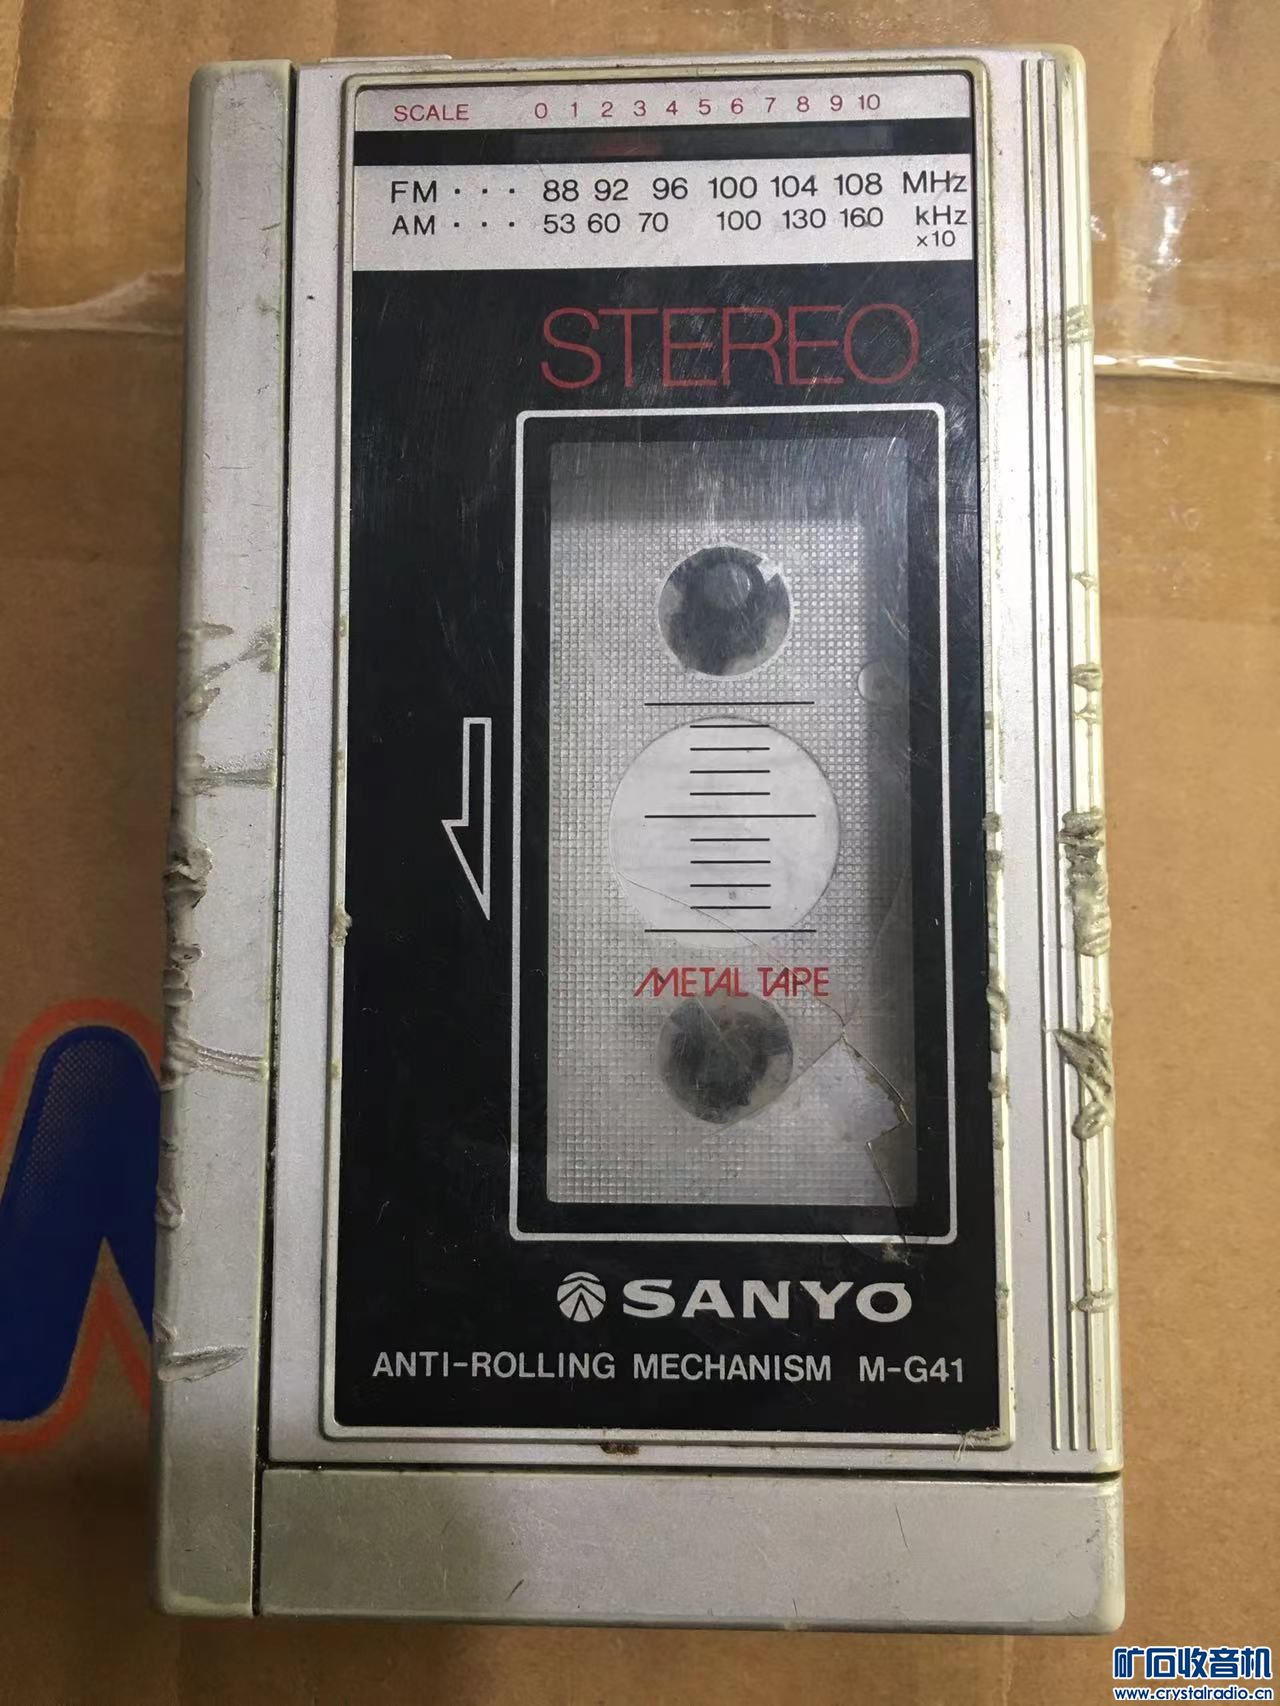 SCALE 0 1 2 3 4 5 6 7 8 9 10
FM · · · 88 92 96 100 104 108 MHz
AM · · · 53 60 70 100 130 160 kHz
x10
STEREO
METAL TAPE
SANYO
ANTI-ROLLING MECHANISM M-G41
矿石收音机
www.crystalradio.cn